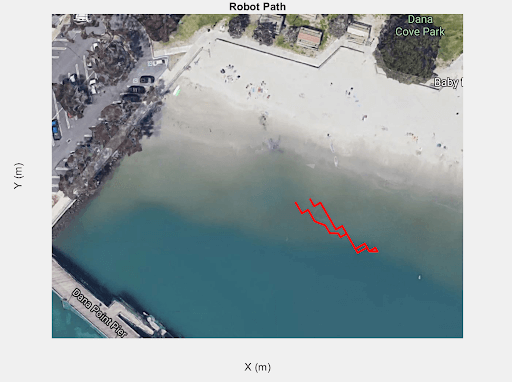 Robot Path
Dana
Cove Park
Baby
Dana Point Pier
Y (m)
X (m)